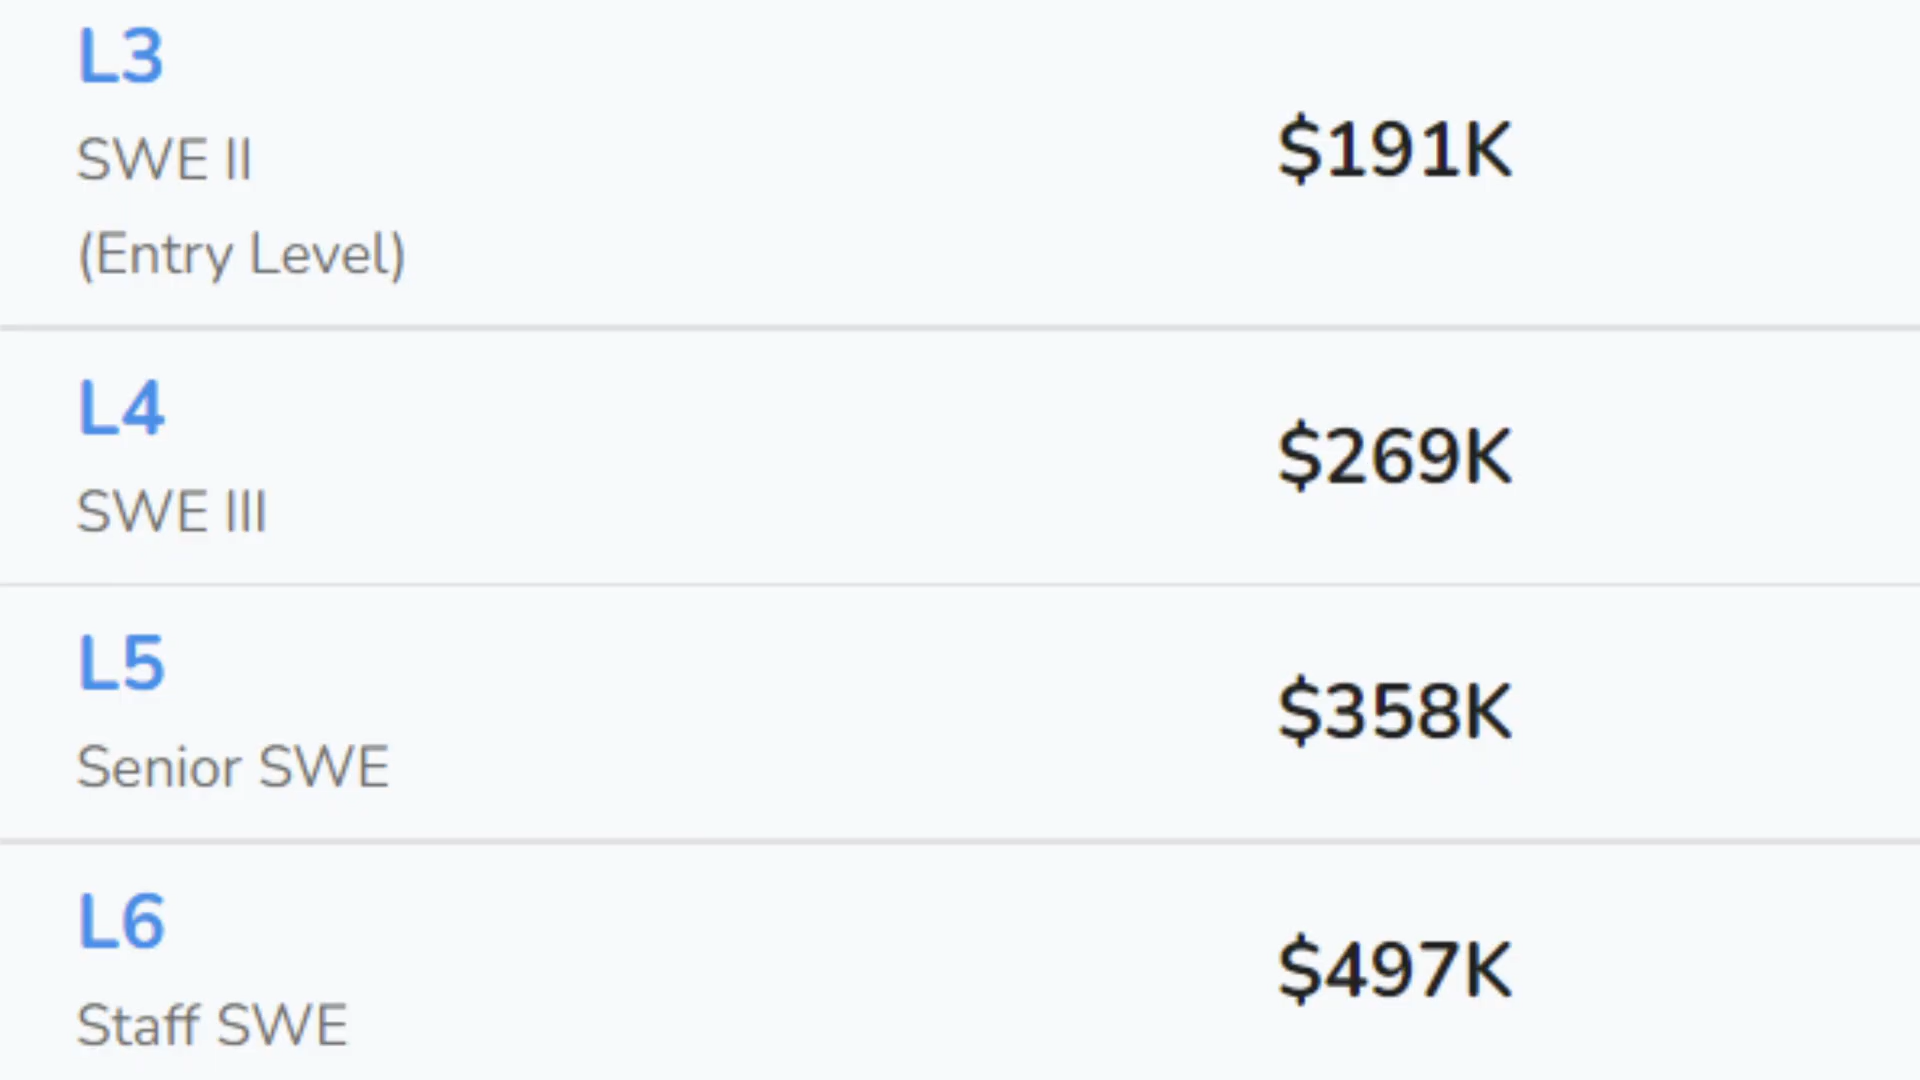 L3
SWE II
(Entry Level)
$191K
L4
SWE III
$269K
L5
Senior SWE
$358K
L6
Staff SWE
$497K